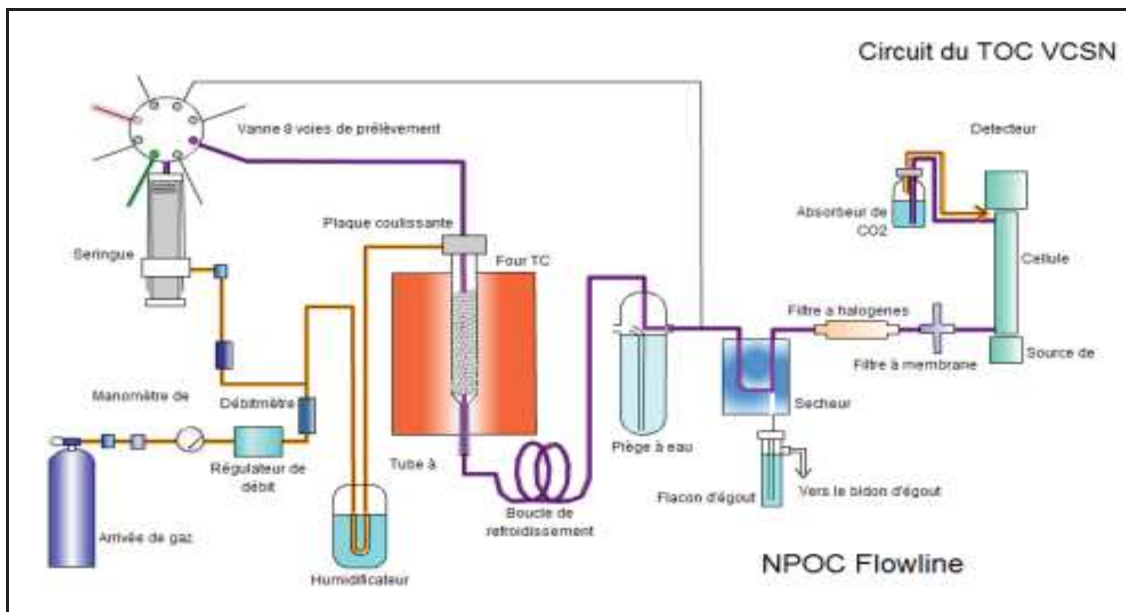 Circuit du TOC VCSN
Vanne 8 voies de prélèvement
Detecteur
Plaque coulissante
Absorbeur de
CO2
Seringue
Four TC
Cellule
Filtre a halogenes
Manomètre de
Débitmètre
Filtre à membrane
Source de
Secheur
Tube à
Piège à eau
Régulateur de
débit
Flacon d'égout
Vers le bidon d'égout
Boucle de
refroidissement
Arrivée de gaz
Humidificateur
NPOC Flowline